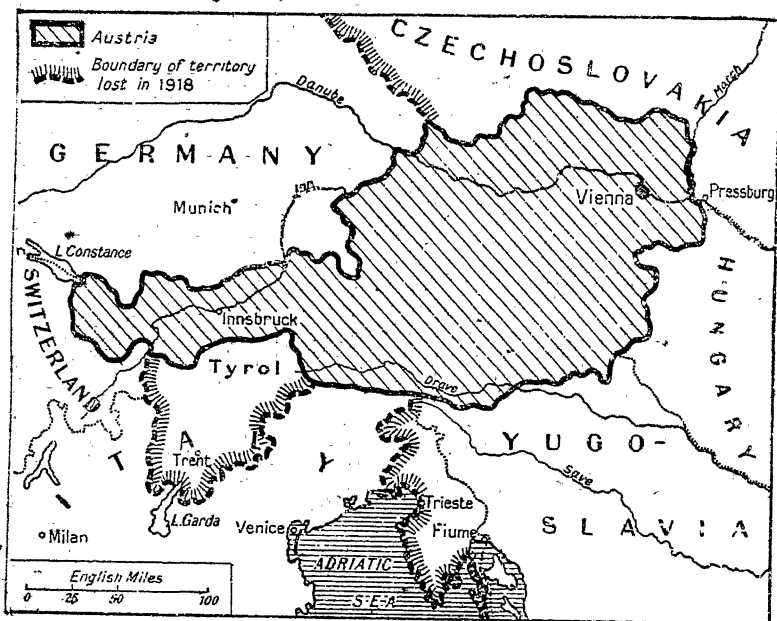 Austria
Boundary of territory
lost in 1918
CZECHOSLOVAKIA
Danube
March
GERMANY
Munich
Vienna
Pressburg
L.Constance
SWITZERLAND
Innsbruck
HUNGARY
Tyrol
Drave
ITALY
Trent
YUGO-
SLAVIA
Save
L.Garda
Venice
Trieste
Fiume
Milan
ADRIATIC
SEA
English Miles
0 25 50 100